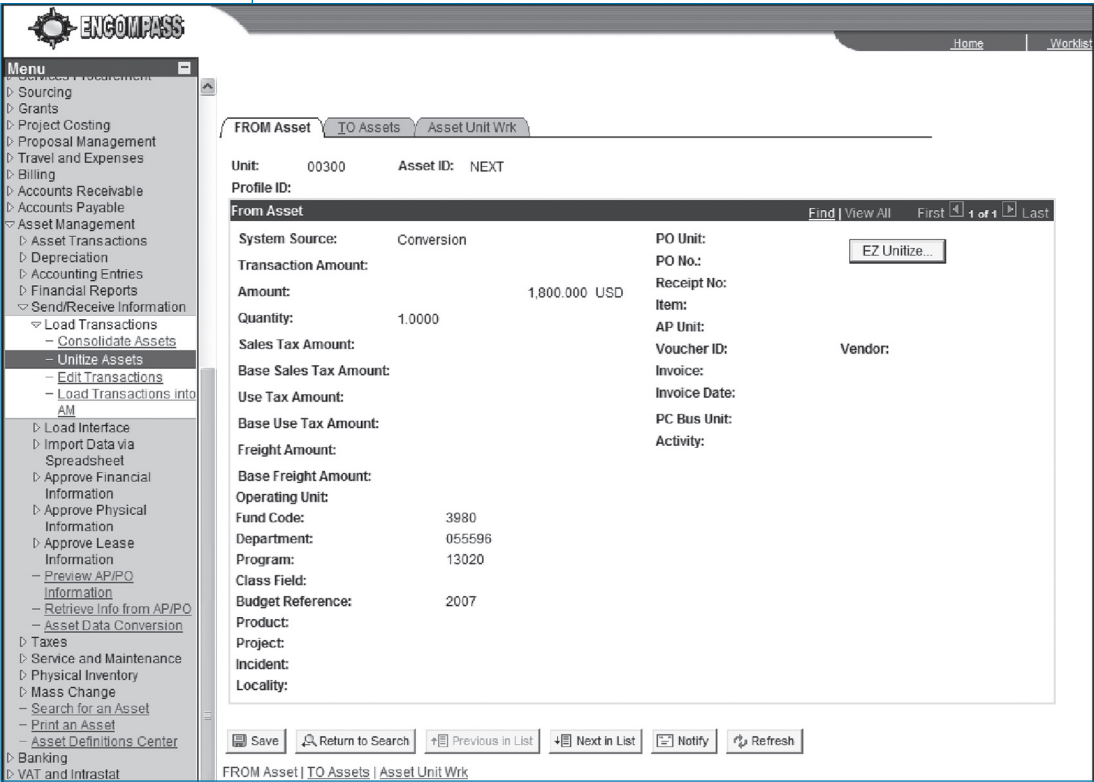 ENCOMPASS
Home Worklist
Menu
Services Procurement
Sourcing
Grants
Project Costing
Proposal Management
Travel and Expenses
Billing
Accounts Receivable
Accounts Payable
Asset Management
Asset Transactions
Depreciation
Accounting Entries
Financial Reports
Send/Receive Information
Load Transactions
– Consolidate Assets
– Unitize Assets
– Edit Transactions
– Load Transactions into
AM
Load Interface
Import Data via
Spreadsheet
Approve Financial
Information
Approve Physical
Information
Approve Lease
Information
– Preview AP/PO
Information
– Retrieve Info from AP/PO
– Asset Data Conversion
Taxes
Service and Maintenance
Physical Inventory
Mass Change
– Search for an Asset
– Print an Asset
– Asset Definitions Center
Banking
VAT and Intrastat
FROM Asset TO Assets Asset Unit Wrk
Unit: 00300 Asset ID: NEXT
Profile ID:
From Asset Find | View All First 1 of 1 Last
System Source: Conversion
Transaction Amount:
Amount: 1,800.000 USD
Quantity: 1.0000
Sales Tax Amount:
Base Sales Tax Amount:
Use Tax Amount:
Base Use Tax Amount:
Freight Amount:
Base Freight Amount:
Operating Unit:
Fund Code: 3980
Department: 055596
Program: 13020
Class Field:
Budget Reference: 2007
Product:
Project:
Incident:
Locality:
PO Unit:
EZ Unitize...
PO No.:
Receipt No:
Item:
AP Unit:
Voucher ID: Vendor:
Invoice:
Invoice Date:
PC Bus Unit:
Activity:
Save Return to Search Previous in List Next in List Notify Refresh
FROM Asset | TO Assets | Asset Unit Wrk